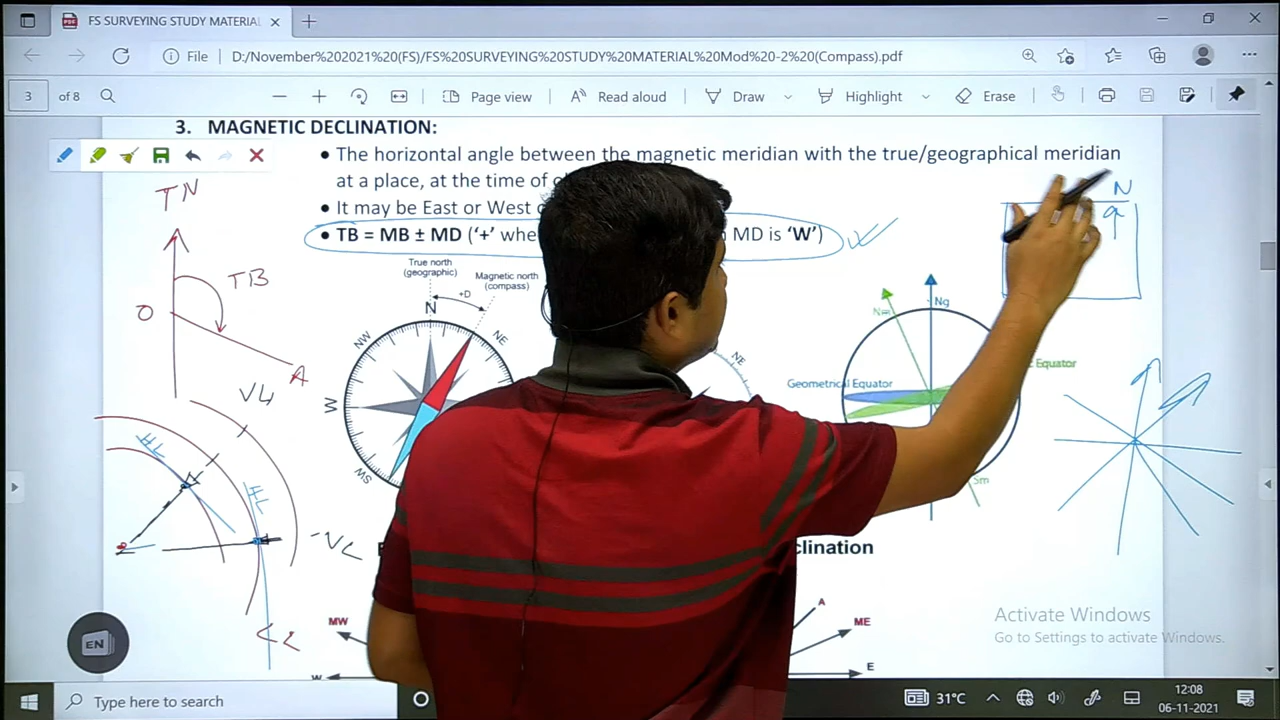 FS SURVEYING STUDY MATERIAL
File
D:/November%202021%20(FS)/FS%20SURVEYING%20STUDY%20MATERIAL%20Mod%20-2%20(Compass).pdf
3 of 8
Page view
Read aloud
Draw
Highlight
Erase
3. MAGNETIC DECLINATION:
• The horizontal angle between the magnetic meridian with the true/geographical meridian
at a place, at the time of
• It may be East or West
• TB = MB ± MD ('+' whe MD is 'W')
TN
TB
O
A
VL
HL
HL
VL
N
True north
(geographic)
Magnetic north
(compass)
+D
N
NW
NE
W
SW
NE
Ng
Geometrical Equator
Equator
Sm
clination
MW
W
A
ME
E
Activate Windows
Go to Settings to activate Windows.
EN
Type here to search
31°C
12:08
06-11-2021